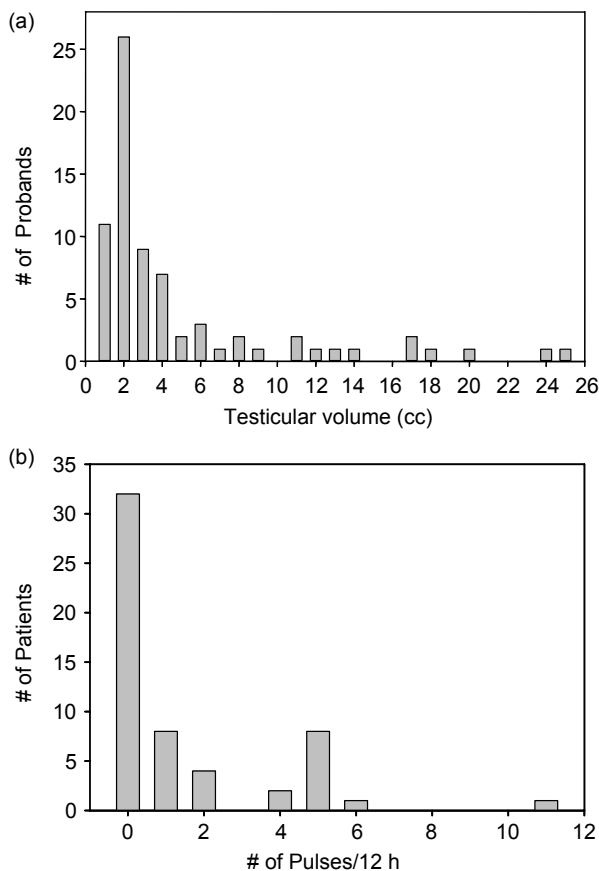 (a)
25
20
15
10
5
0
# of Probands
0 2 4 6 8 10 12 14 16 18 20 22 24 26
Testicular volume (cc)
(b)
35
30
25
20
15
10
5
0
# of Patients
0 2 4 6 8 10 12
# of Pulses/12 h